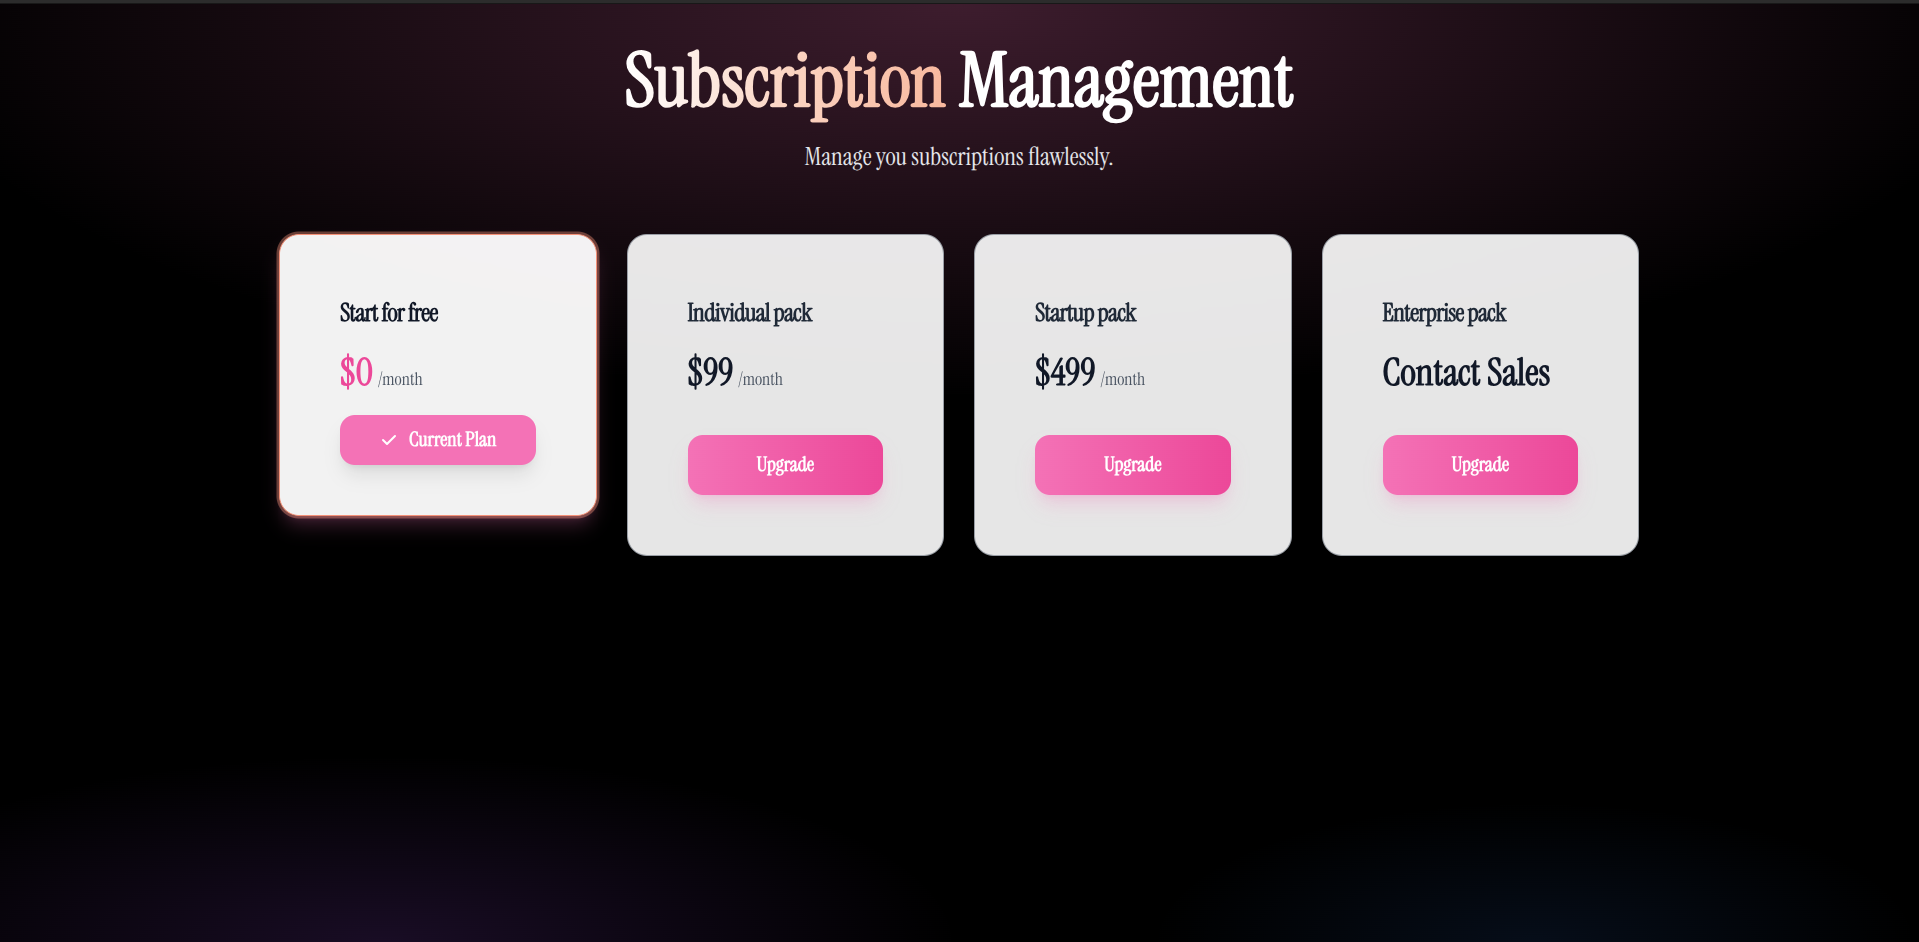 Subscription Management
Manage you subscriptions flawlessly.
Start for free
$0 /month
Current Plan
Individual pack
$99 /month
Upgrade
Startup pack
$499 /month
Upgrade
Enterprise pack
Contact Sales
Upgrade